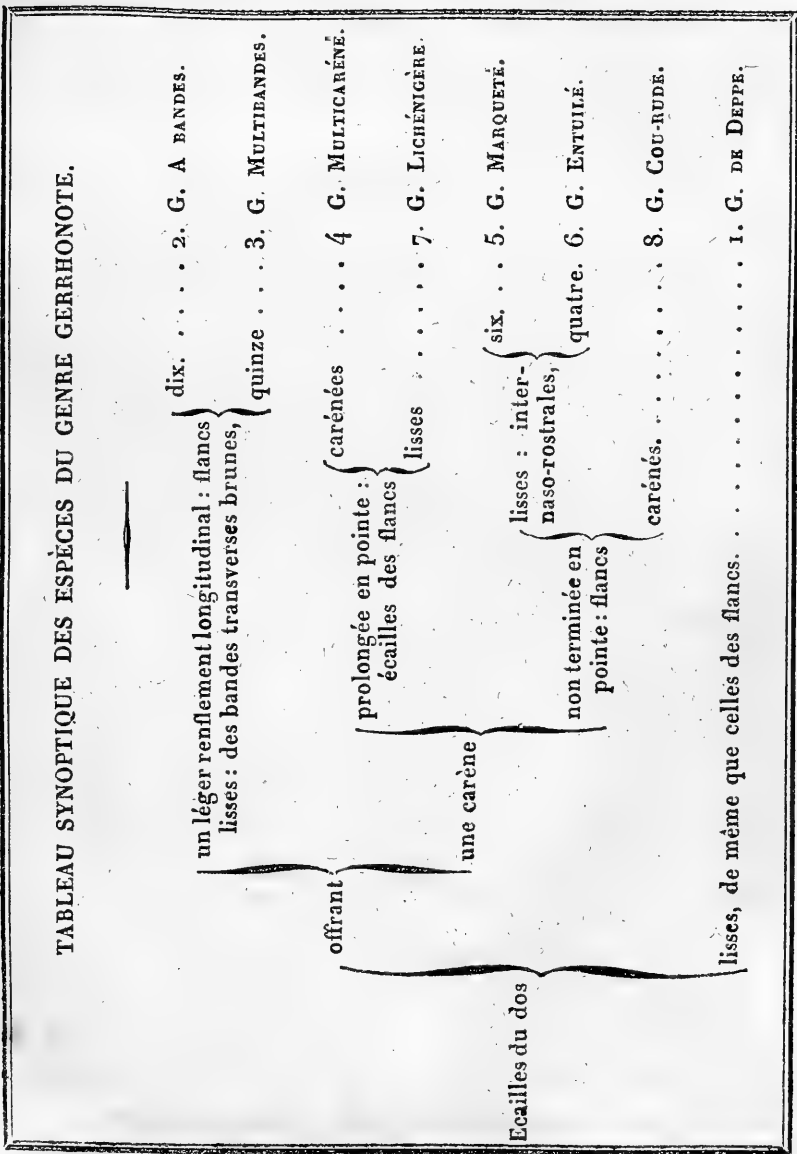 TABLEAU SYNOPTIQUE DES ESPÈCES DU GENRE GERRHONOTE.
Ecailles du dos
offrant
un léger renflement longitudinal : flancs
lisses : des bandes transverses brunes,
dix. . . . . 2. G. A BANDES.
quinze . . . . 3. G. MULTIBANDES.
une carène
prolongée en pointe :
écailles des flancs
carénées . . . . 4 G. MULTICARÉNÉ.
lisses . . . . . . 7. G. LICHÉNIGÈRE.
non terminée en
pointe : flancs
lisses : inter-
naso-rostrales,
six. . . 5. G. MARQUETÉ.
quatre. 6. G. ENTUILÉ.
carénés. . . . . . . . . 8. G. COU-RUDE.
lisses, de même que celles des flancs. . . . . . . . . . . . . . . 1. G. DE DEPPE.